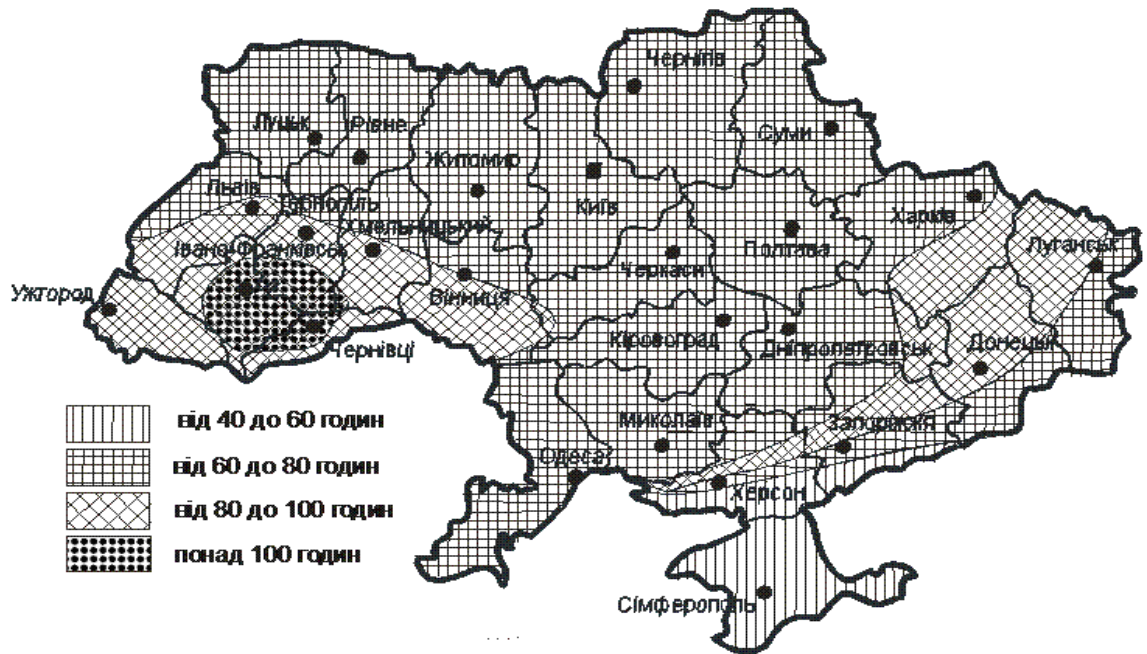 Чернігів
Луцьк
Рівне
Суми
Житомир
Львів
Тернопіль
Київ
Харків
Хмельницький
Івано-Франківськ
Полтава
Луганськ
Черкаси
Ужгород
Вінниця
Чернівці
Кіровоград
Дніпропетровськ
Донецьк
від 40 до 60 годин
Миколаїв
Запоріжжя
від 60 до 80 годин
Одеса
Херсон
від 80 до 100 годин
понад 100 годин
Сімферополь